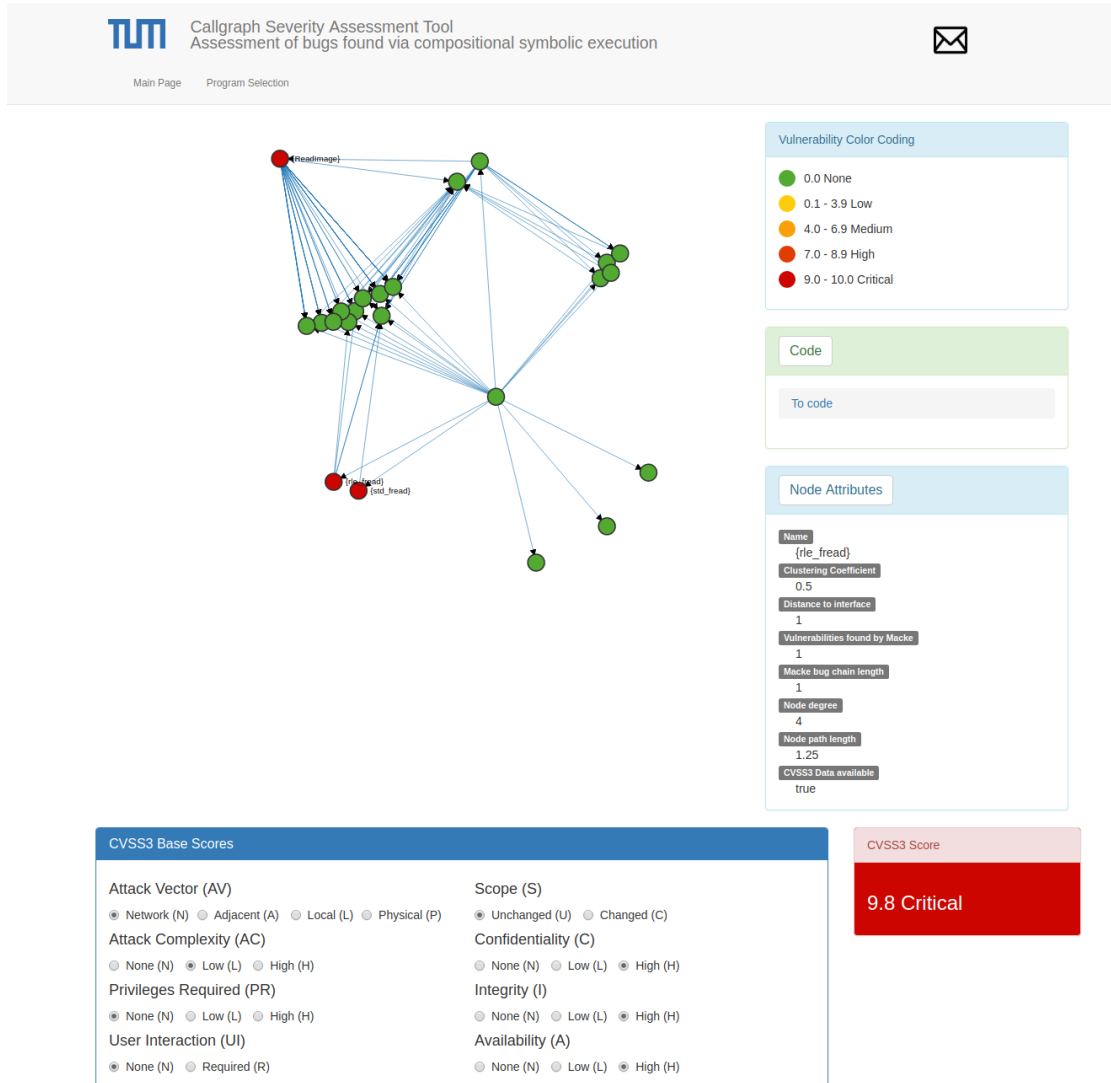 TUM
Callgraph Severity Assessment Tool
Assessment of bugs found via compositional symbolic execution
Main Page Program Selection
{ReadImage}
{rle_fread}
{std_fread}
Vulnerability Color Coding
0.0 None
0.1 - 3.9 Low
4.0 - 6.9 Medium
7.0 - 8.9 High
9.0 - 10.0 Critical
Code
To code
Node Attributes
Name
{rle_fread}
Clustering Coefficient
0.5
Distance to interface
1
Vulnerabilities found by Macke
1
Macke bug chain length
1
Node degree
4
Node path length
1.25
CVSS3 Data available
true
CVSS3 Base Scores
Attack Vector (AV)
Network (N) Adjacent (A) Local (L) Physical (P)
Attack Complexity (AC)
None (N) Low (L) High (H)
Privileges Required (PR)
None (N) Low (L) High (H)
User Interaction (UI)
None (N) Required (R)
Scope (S)
Unchanged (U) Changed (C)
Confidentiality (C)
None (N) Low (L) High (H)
Integrity (I)
None (N) Low (L) High (H)
Availability (A)
None (N) Low (L) High (H)
CVSS3 Score
9.8 Critical